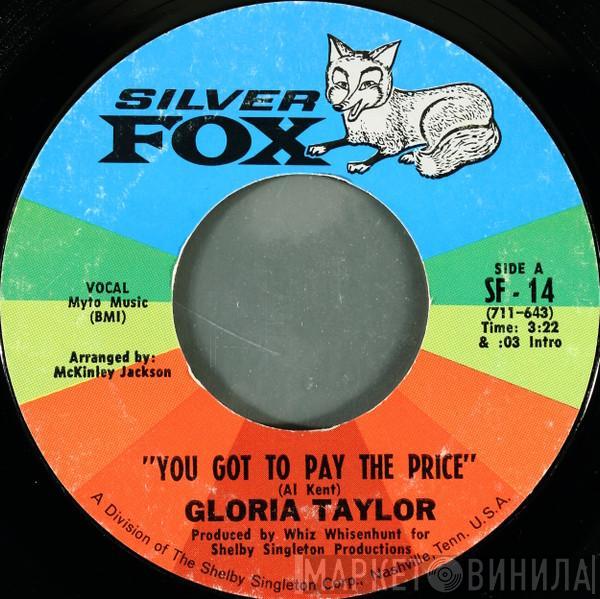 SILVER
FOX
VOCAL
Myto Music
(BMI)
Arranged by:
McKinley Jackson
SIDE A
SF - 14
(711-643)
Time: 3:22
& :03 Intro
"YOU GOT TO PAY THE PRICE"
(Al Kent)
GLORIA TAYLOR
Produced by Whiz Whisenhunt for
Shelby Singleton Productions
A Division of The Shelby Singleton Corp., Nashville, Tenn. U.S.A.
МАРКЕТ ВИНИЛА